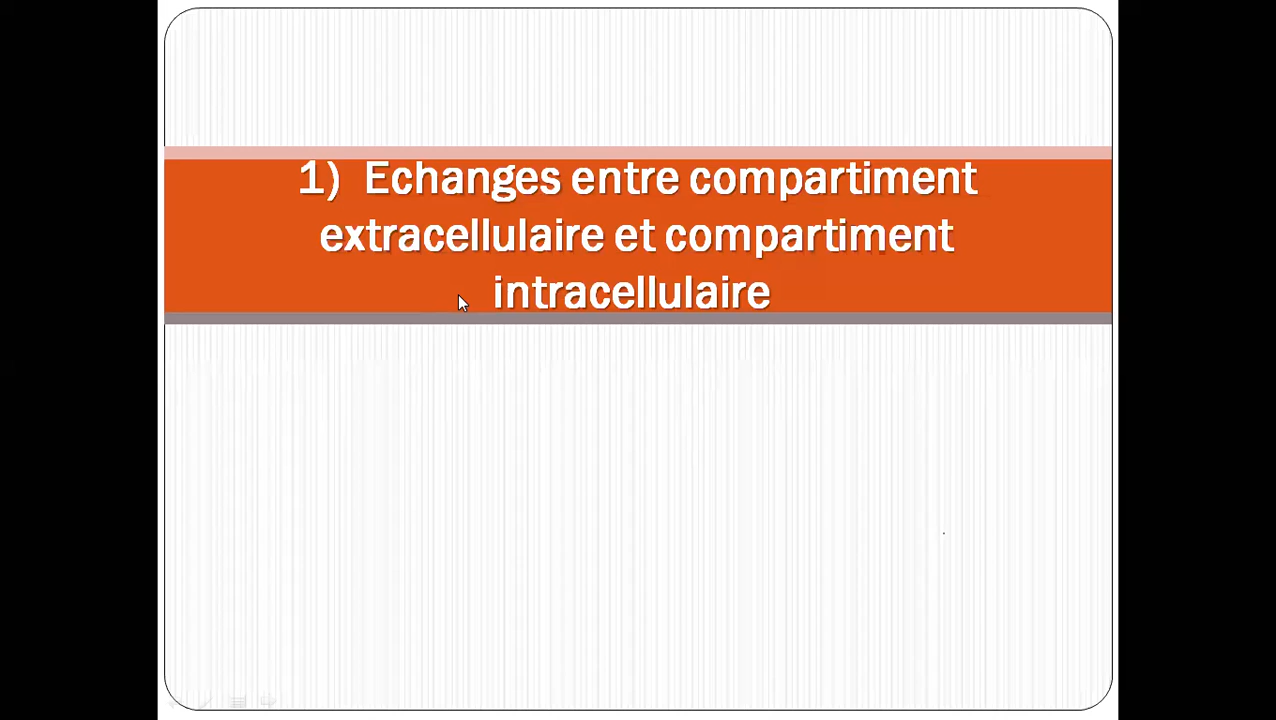 1) Echanges entre compartiment
extracellulaire et compartiment
intracellulaire